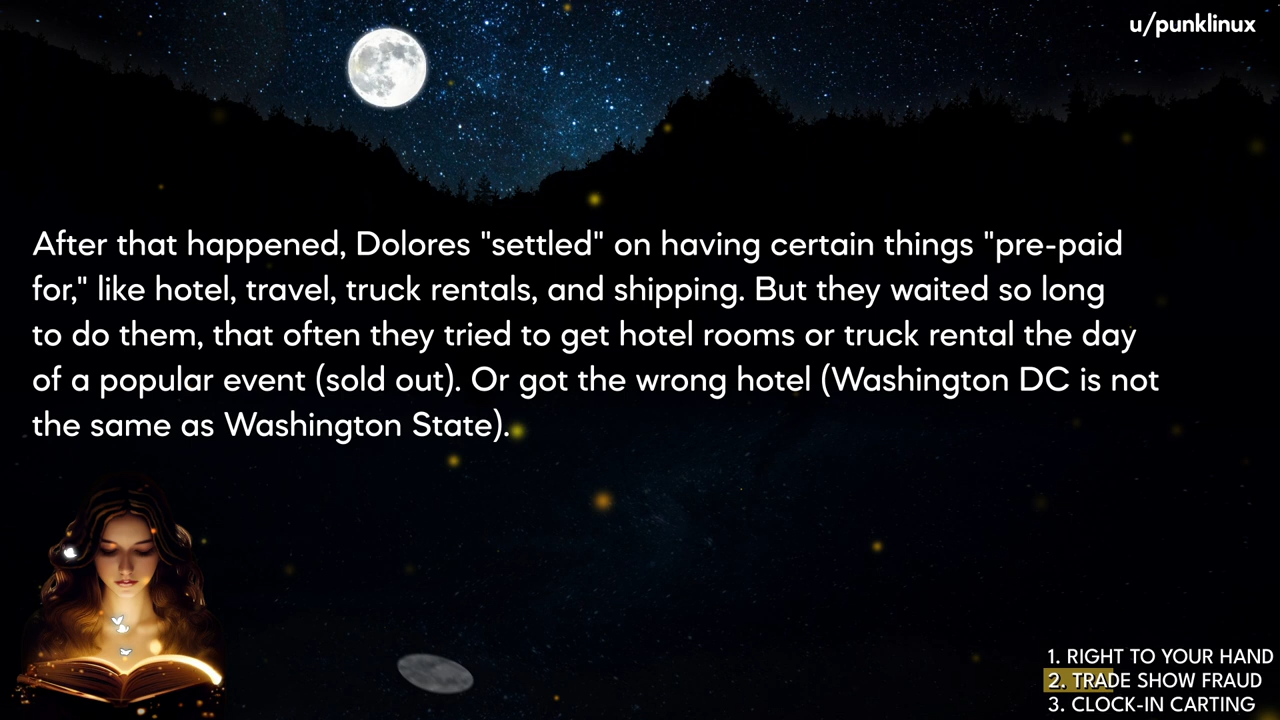 u/punklinux
After that happened, Dolores "settled" on having certain things "pre-paid
for," like hotel, travel, truck rentals, and shipping. But they waited so long
to do them, that often they tried to get hotel rooms or truck rental the day
of a popular event (sold out). Or got the wrong hotel (Washington DC is not
the same as Washington State).
1. RIGHT TO YOUR HAND
2. TRADE SHOW FRAUD
3. CLOCK-IN CARTING